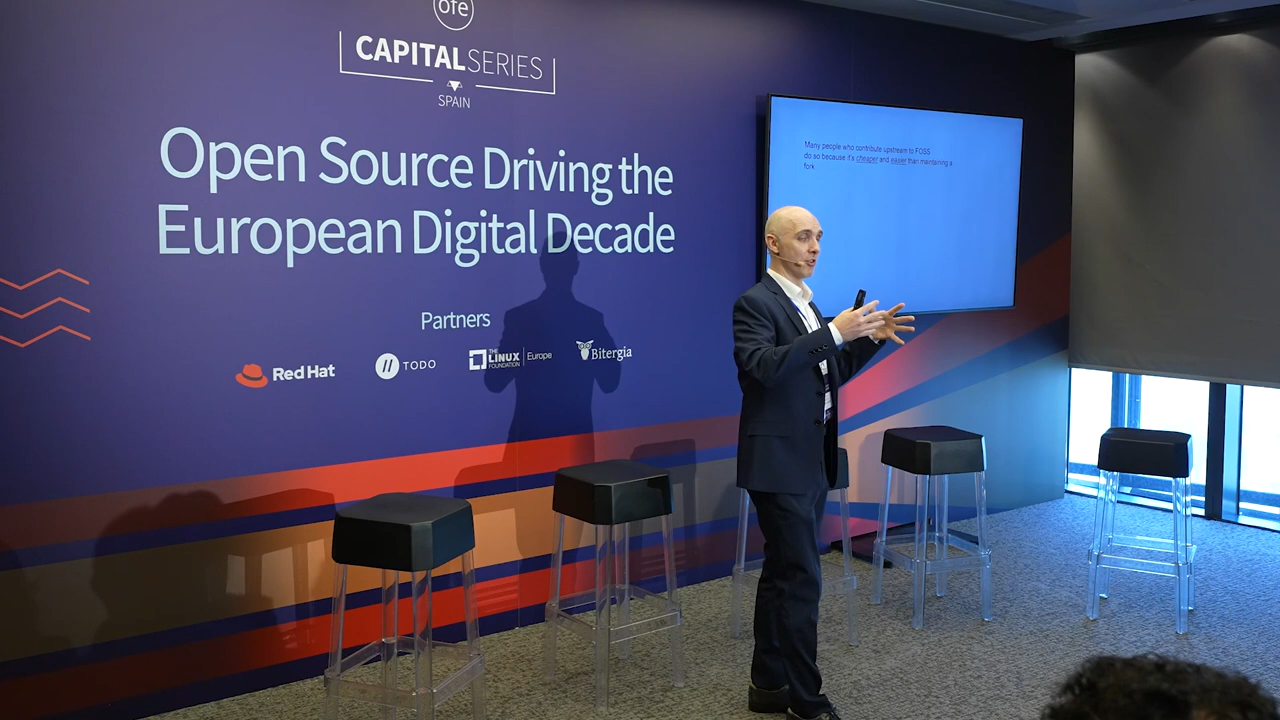 ofe
CAPITAL SERIES
SPAIN
Open Source Driving the
European Digital Decade
Partners
Red Hat
TODO
THE LINUX FOUNDATION Europe
Bitergia
Many people who contribute upstream to FOSS
do so because it's cheaper and easier than maintaining a
fork